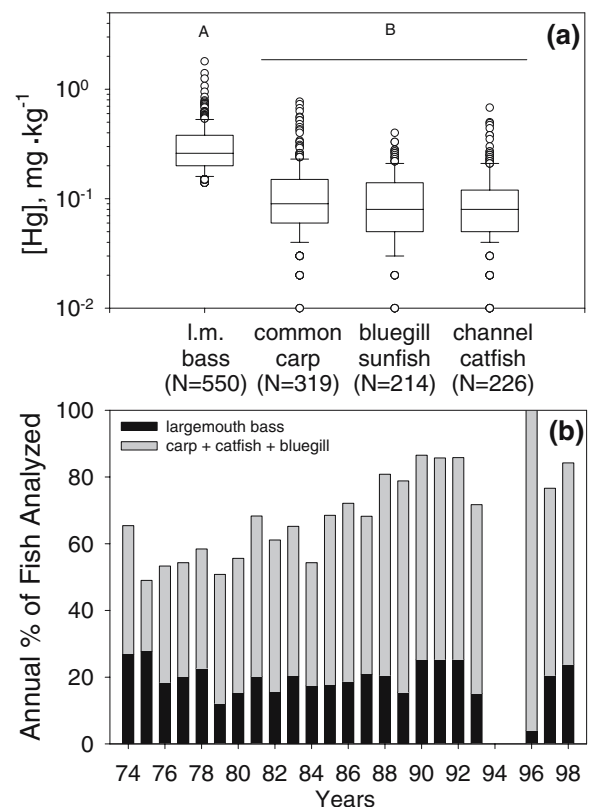 A B (a)
10⁰
10⁻¹
10⁻²
[Hg], mg ·kg⁻¹
l.m. common bluegill channel
bass carp sunfish catfish
(N=550) (N=319) (N=214) (N=226)
100 (b)
largemouth bass
carp + catfish + bluegill
80
60
40
20
0
Annual % of Fish Analyzed
74 76 78 80 82 84 86 88 90 92 94 96 98
Years